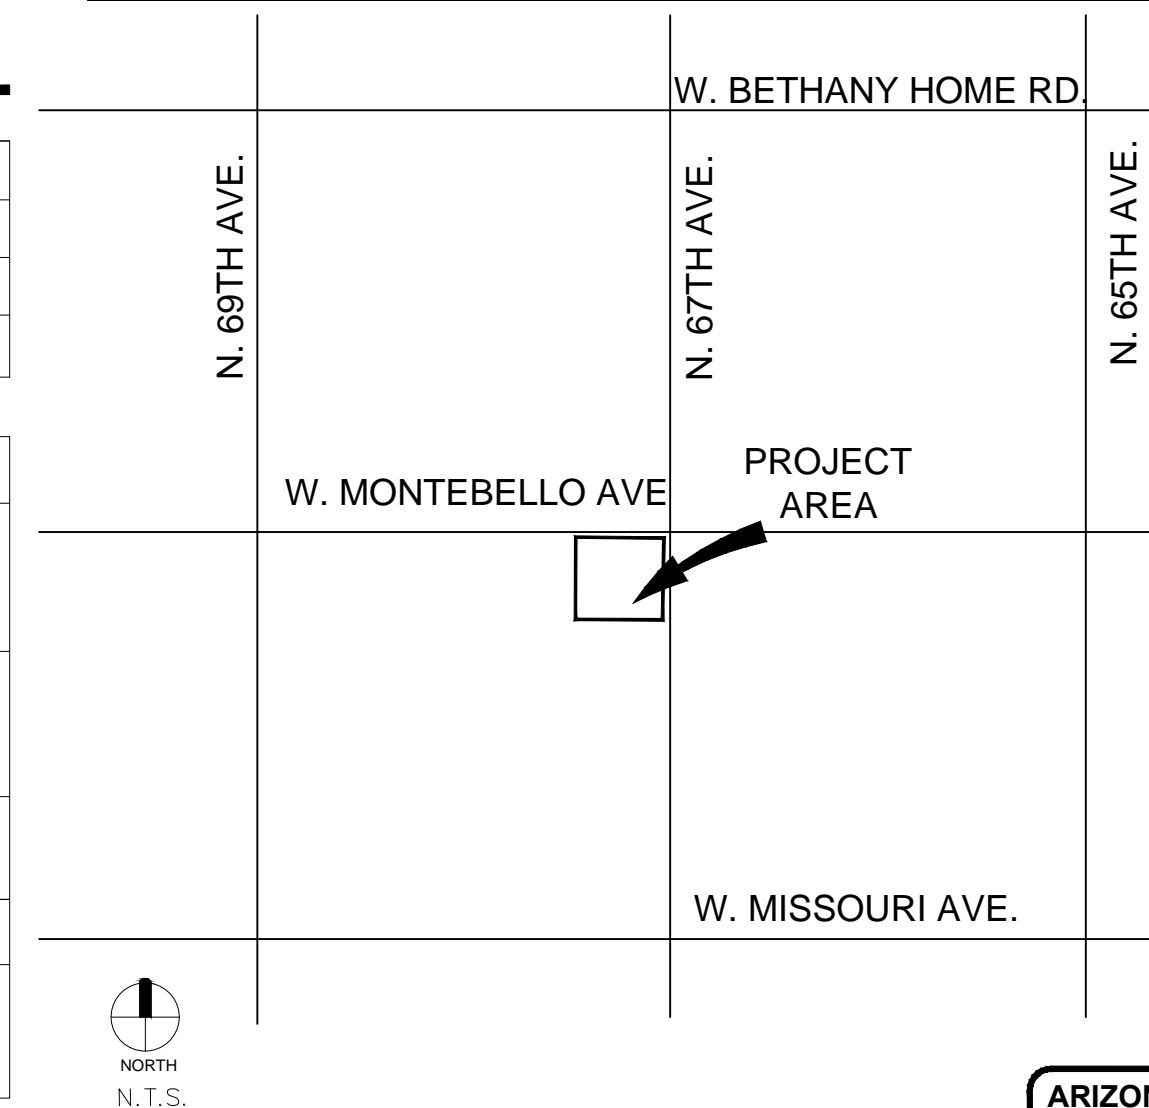 W. BETHANY HOME RD.
N. 69TH AVE.
N. 67TH AVE.
N. 65TH AVE.
W. MONTEBELLO AVE
PROJECT
AREA
W. MISSOURI AVE.
NORTH
N.T.S.